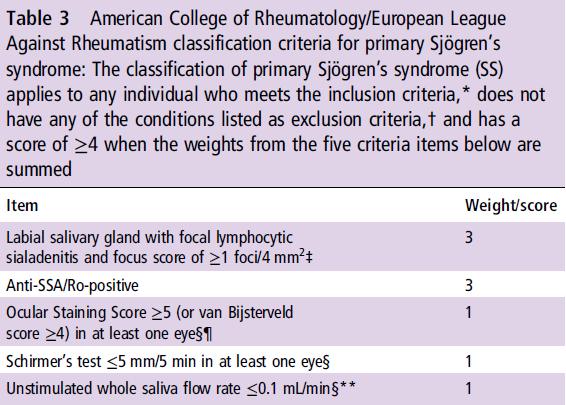 Table 3 American College of Rheumatology/European League
Against Rheumatism classification criteria for primary Sjögren's
syndrome: The classification of primary Sjögren's syndrome (SS)
applies to any individual who meets the inclusion criteria,* does not
have any of the conditions listed as exclusion criteria,† and has a
score of ≥4 when the weights from the five criteria items below are
summed
Item Weight/score
Labial salivary gland with focal lymphocytic
sialadenitis and focus score of ≥1 foci/4 mm²‡ 3
Anti-SSA/Ro-positive 3
Ocular Staining Score ≥5 (or van Bijsterveld
score ≥4) in at least one eye§¶ 1
Schirmer's test ≤5 mm/5 min in at least one eye§ 1
Unstimulated whole saliva flow rate ≤0.1 mL/min§** 1